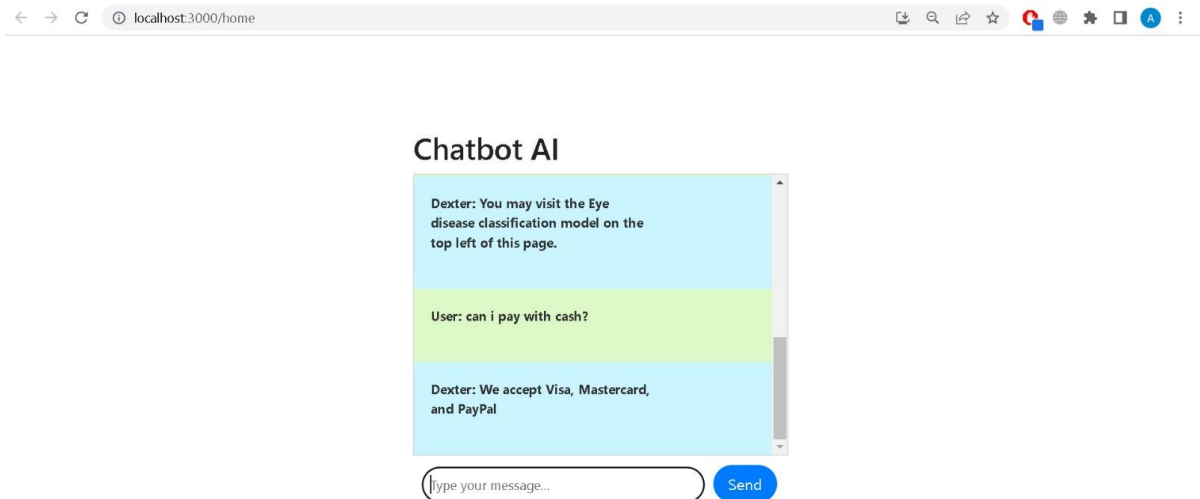 localhost:3000/home
A
Chatbot AI
Dexter: You may visit the Eye
disease classification model on the
top left of this page.
User: can i pay with cash?
Dexter: We accept Visa, Mastercard,
and PayPal
Type your message...
Send